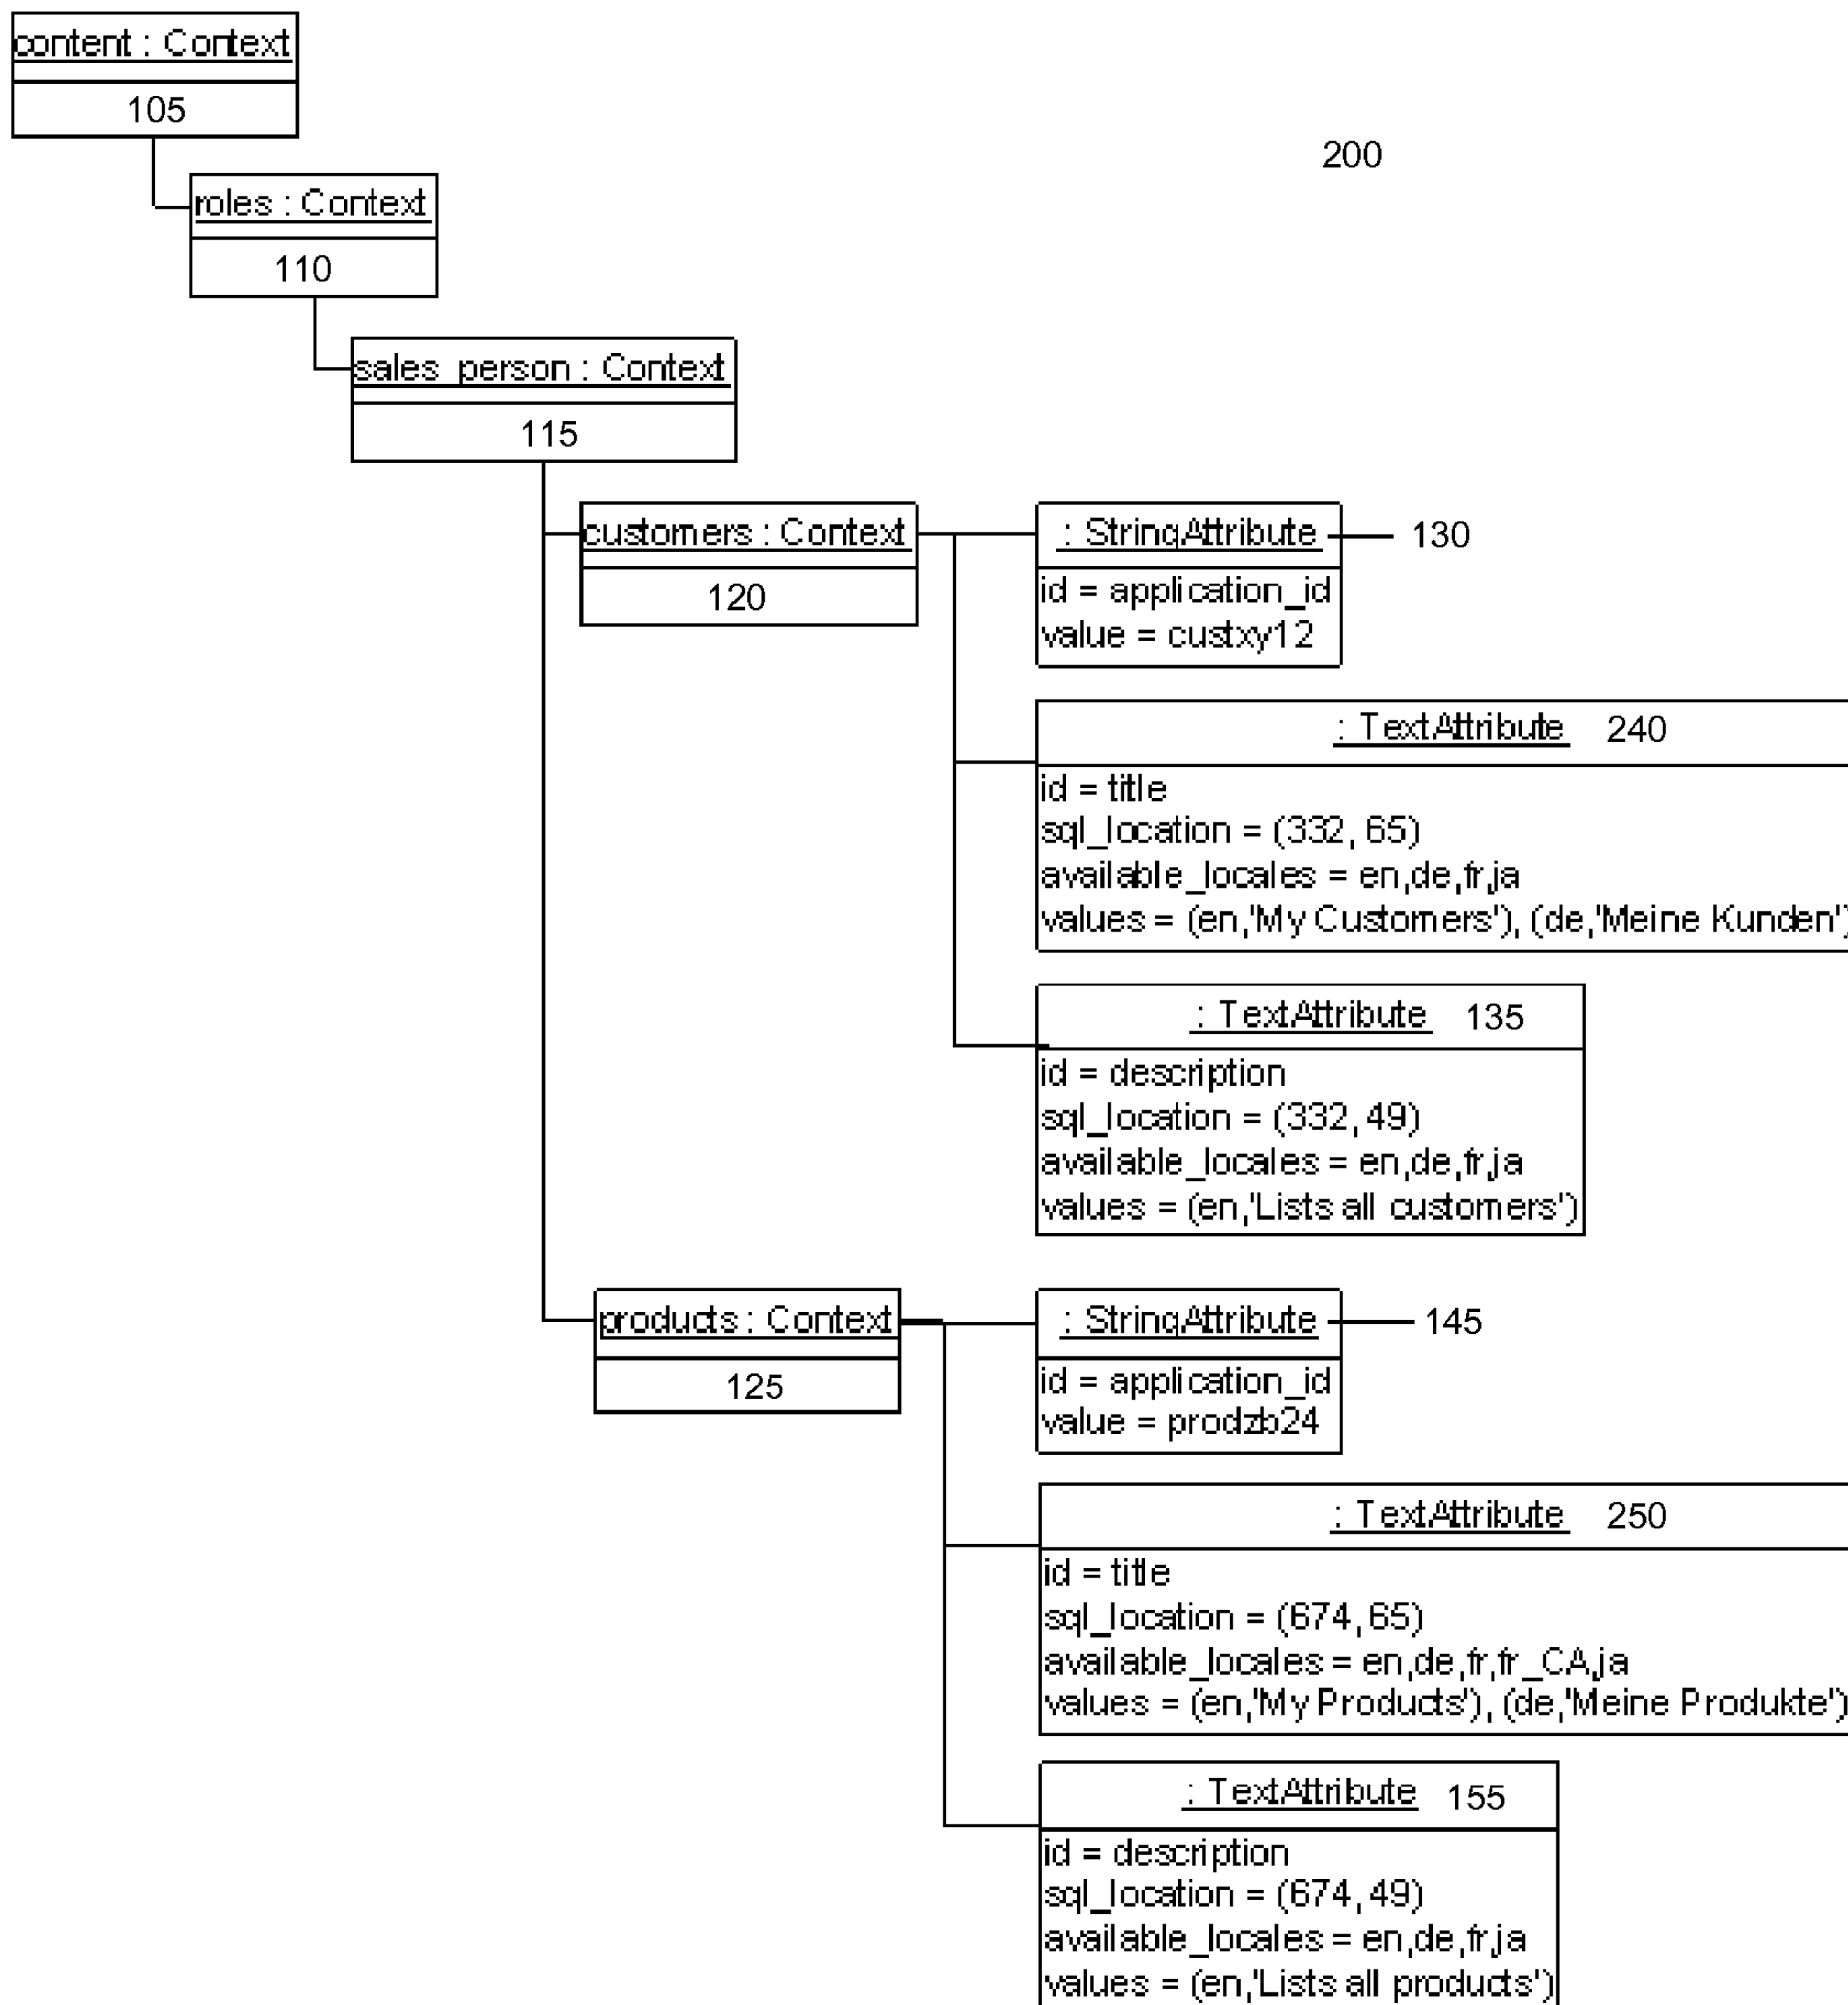 content : Context
105
200
roles : Context
110
sales_person : Context
115
customers : Context
120
: StringAttribute
130
id = application_id
value = custxy12
: TextAttribute 240
id = title
sql_location = (332, 65)
available_locales = en,de,fr,ja
values = (en,'My Customers'), (de,'Meine Kunden')
: TextAttribute 135
id = description
sql_location = (332, 49)
available_locales = en,de,fr,ja
values = (en,'Lists all customers')
products : Context
125
: StringAttribute
145
id = application_id
value = prodzb24
: TextAttribute 250
id = title
sql_location = (674, 65)
available_locales = en,de,fr,fr_CA,ja
values = (en,'My Products'), (de,'Meine Produkte')
: TextAttribute 155
id = description
sql_location = (674, 49)
available_locales = en,de,fr,ja
values = (en,'Lists all products')